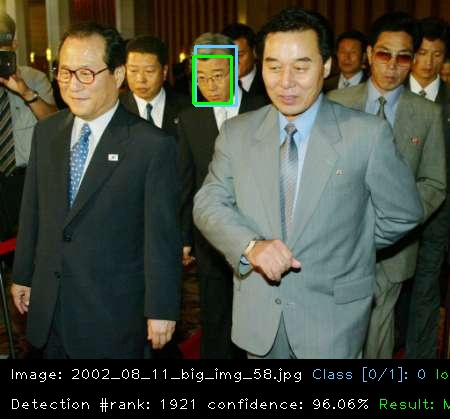 Image: 2002_08_11_big_img_58.jpg Class [0/1]: 0
Detection #rank: 1921 confidence: 96.06% Result: